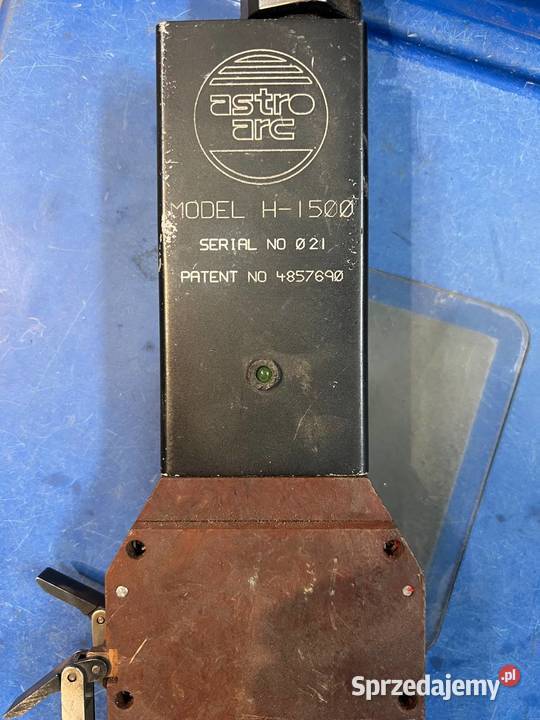 astro
arc
MODEL H-1500
SERIAL NO 021
PATENT NO 4857690
Sprzedajemy.pl